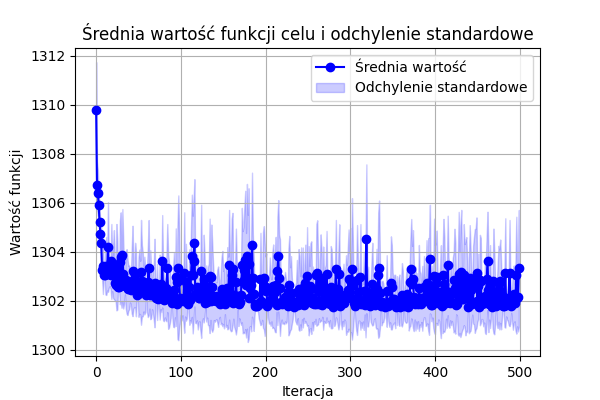 Średnia wartość funkcji celu i odchylenie standardowe
Średnia wartość
Odchylenie standardowe
Wartość funkcji
1312
1310
1308
1306
1304
1302
1300
0 100 200 300 400 500
Iteracja